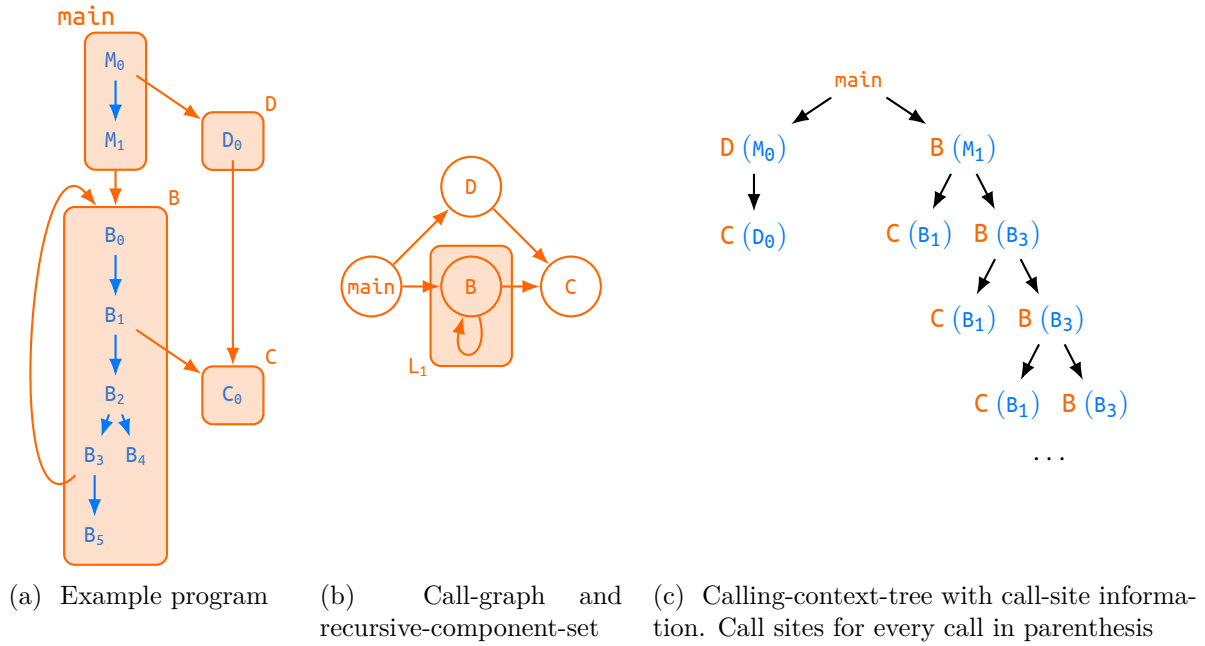 main
M₀
D
M₁
D₀
B
B₀
B₁
C
B₂
C₀
B₃ B₄
B₅
(a) Example program
D
main B C
L₁
(b) Call-graph and
recursive-component-set
main
D (M₀) B (M₁)
C (D₀) C (B₁) B (B₃)
C (B₁) B (B₃)
C (B₁) B (B₃)
...
(c) Calling-context-tree with call-site informa-
tion. Call sites for every call in parenthesis